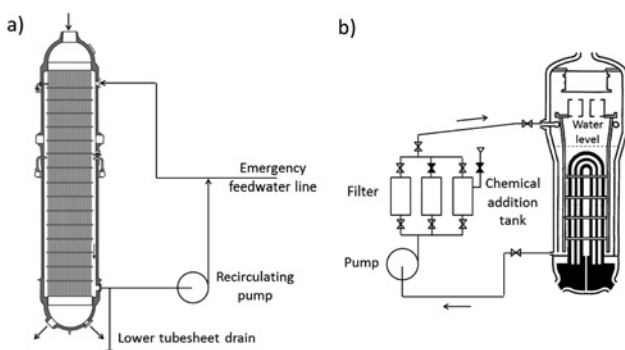 a)
Emergency
feedwater line
Recirculating
pump
Lower tubesheet drain
b)
Water
level
Filter
Chemical
addition
tank
Pump